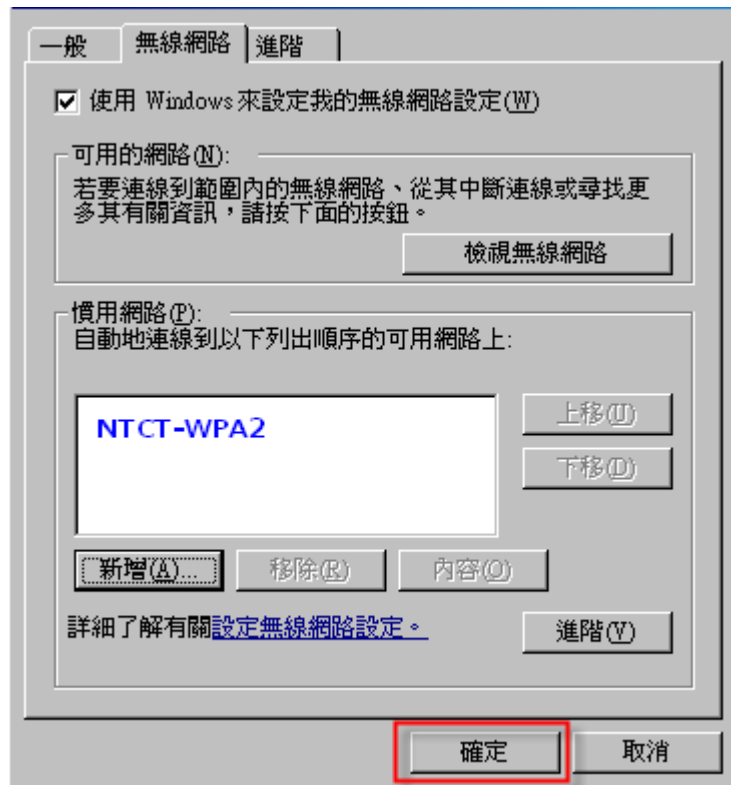 一般 無線網路 進階
使用 Windows 來設定我的無線網路設定(W)
可用的網路(N):
若要連線到範圍內的無線網路、從其中斷連線或尋找更
多其有關資訊，請按下面的按鈕。
檢視無線網路
慣用網路(P):
自動地連線到以下列出順序的可用網路上:
NTCT-WPA2
上移(U)
下移(D)
新增(A)... 移除(R) 內容(O)
詳細了解有關設定無線網路設定。 進階(V)
確定 取消